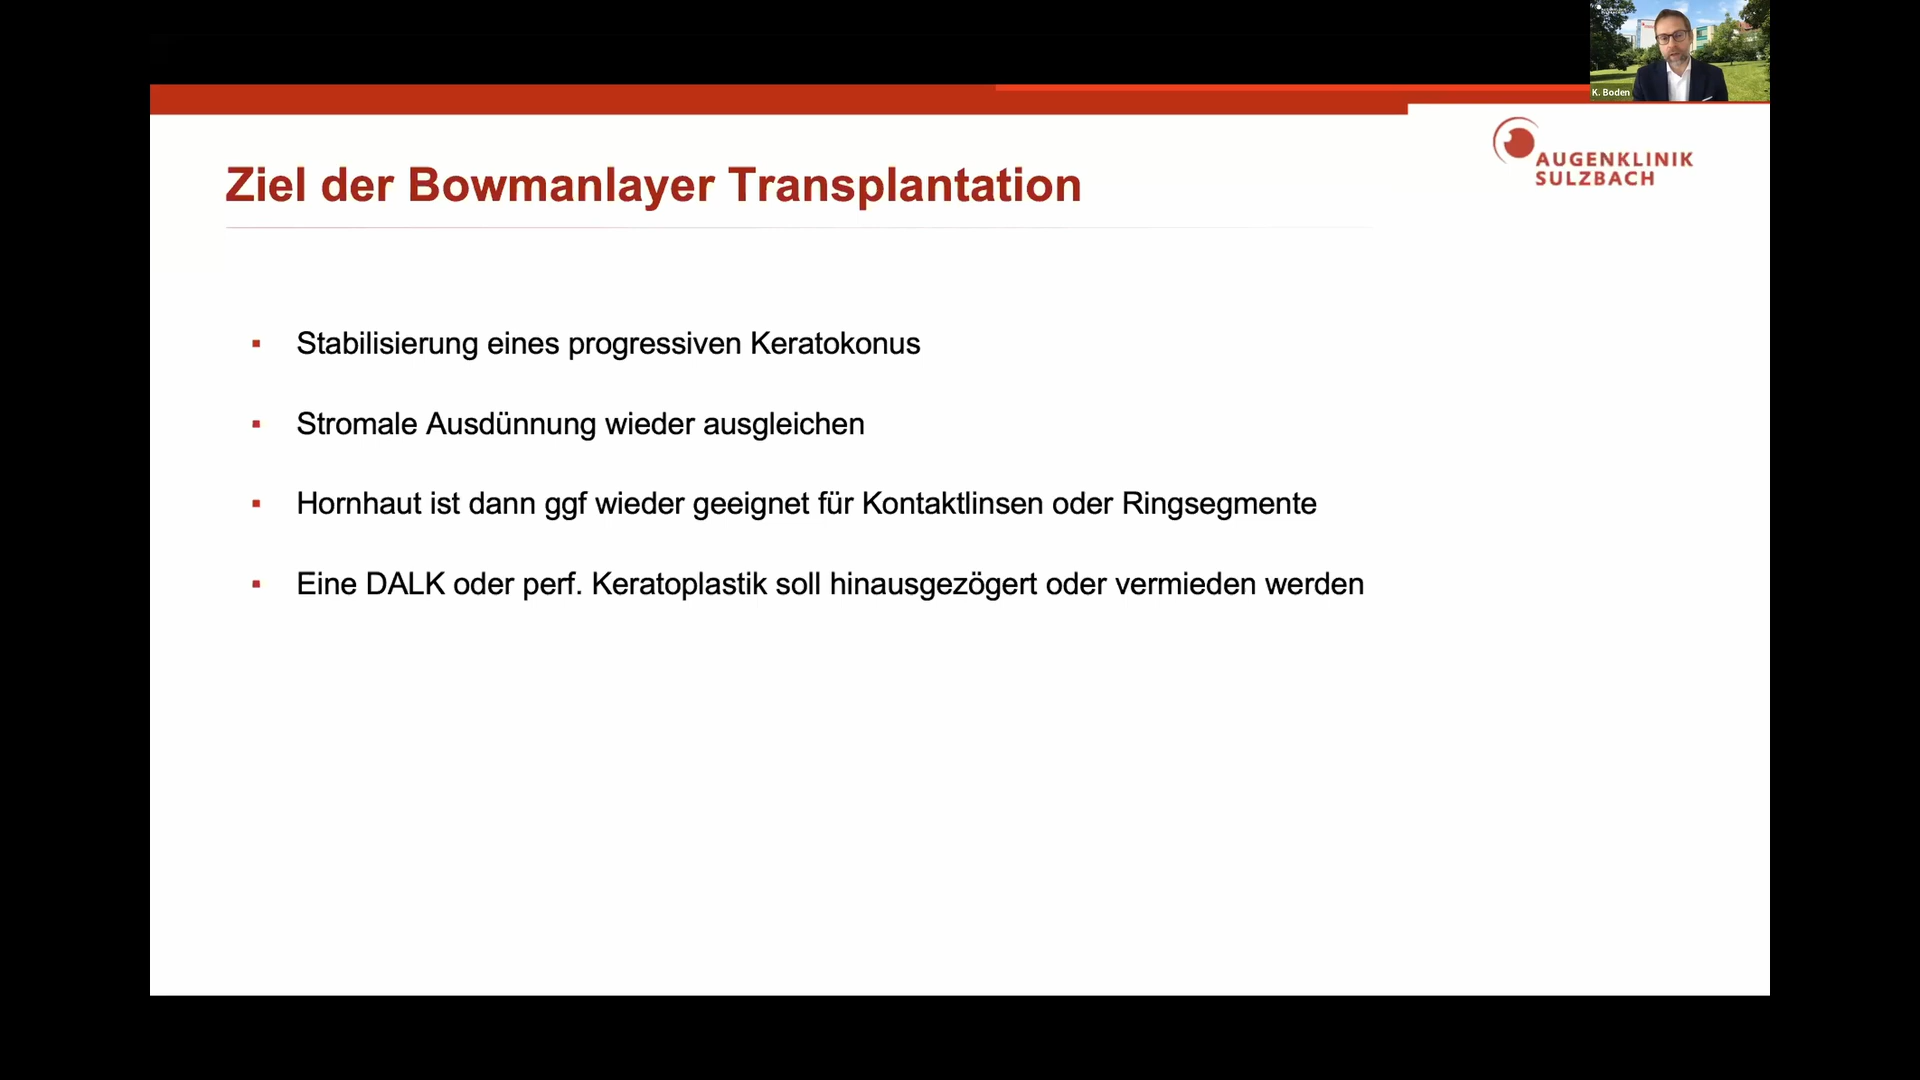 K. Boden
AUGENKLINIK
SULZBACH
Ziel der Bowmanlayer Transplantation
▪ Stabilisierung eines progressiven Keratokonus
▪ Stromale Ausdünnung wieder ausgleichen
▪ Hornhaut ist dann ggf wieder geeignet für Kontaktlinsen oder Ringsegmente
▪ Eine DALK oder perf. Keratoplastik soll hinausgezögert oder vermieden werden